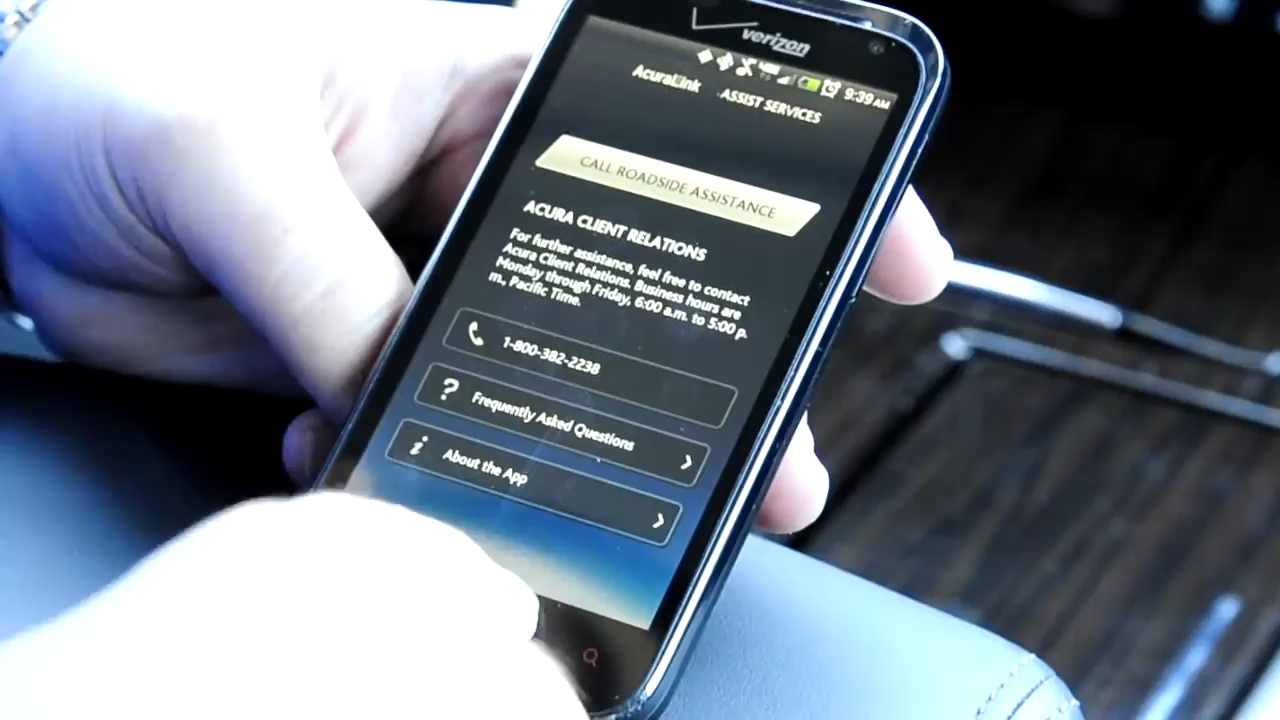 verizon
9:39 AM
AcuraLink ASSIST SERVICES
CALL ROADSIDE ASSISTANCE
ACURA CLIENT RELATIONS
For further assistance, feel free to contact
Acura Client Relations. Business hours are
Monday through Friday, 6:00 a.m. to 5:00 p.
m., Pacific Time.
1-800-382-2238
? Frequently Asked Questions
i About the App